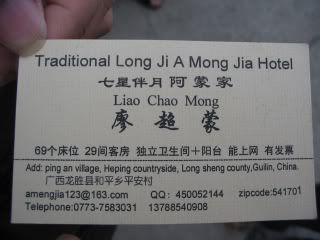 Traditional Long Ji A Mong Jia Hotel
七星伴月阿蒙家
Liao Chao Mong
廖超蒙
69个床位 29间客房 独立卫生间+阳台 能上网 有发票
Add: ping an village, Heping countryside, Long sheng county,Guilin, China.
广西龙胜县和平乡平安村
amengjia123@163.com QQ: 450052144 zipcode:541701
Telephone:0773-7583031 13788540908